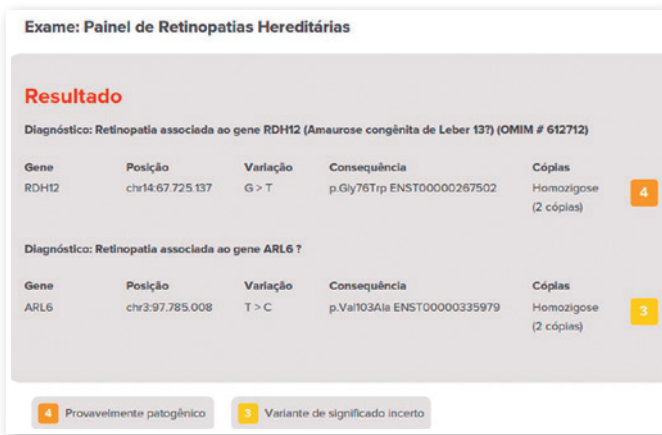 Exame: Painel de Retinopatias Hereditárias
Resultado
Diagnóstico: Retinopatia associada ao gene RDH12 (Amaurose congênita de Leber 13?) (OMIM # 612712)
Gene Posição Variação Consequência Cópias
RDH12 chr14:67.725.137 G > T p.Gly76Trp ENST00000267502 Homozigose 4
(2 cópias)
Diagnóstico: Retinopatia associada ao gene ARL6 ?
Gene Posição Variação Consequência Cópias
ARL6 chr3:97.785.008 T > C p.Val103Ala ENST00000335979 Homozigose 3
(2 cópias)
4 Provavelmente patogênico 3 Variante de significado incerto